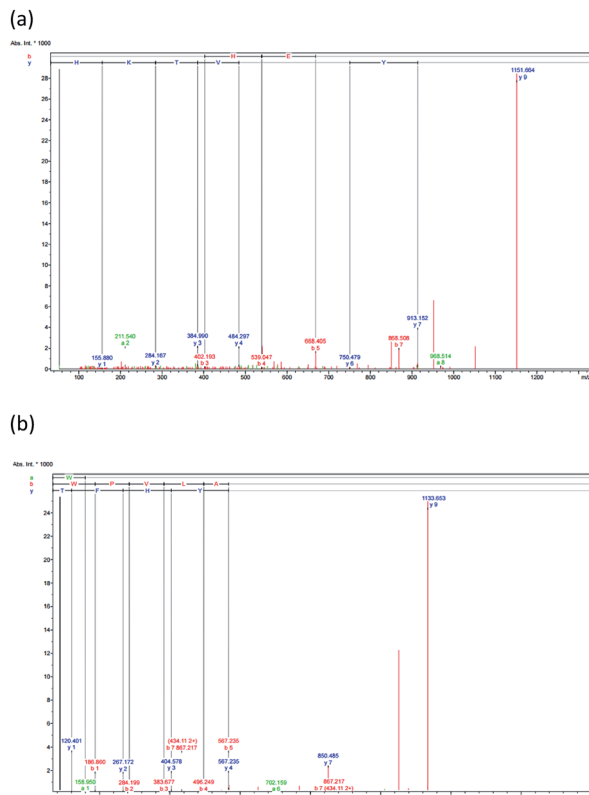 (a)
Abs. Int. * 1000
b H E
y H K T V Y
1151.664
y 9
28
26
24
22
20
18
16
14
12
10
8
6
4
2
0
913.152
y 7
211.540
a 2
384.990
y 3
484.297
y 4
668.405
b 5
868.508
b 7
155.880
y 1
284.167
y 2
402.193
b 3
539.047
b 4
750.479
y 6
968.514
a 8
100 200 300 400 500 600 700 800 900 1000 1100 1200 m/z
(b)
Abs. Int. * 1000
a W
b W P V L A
y T F H Y
1133.653
y 9
24
22
20
18
16
14
12
10
8
6
4
2
120.401
y 1
(434.11 2+)
b 7 867.217
567.235
b 5
186.860
b 1
267.172
y 2
404.578
y 3
567.235
y 4
850.485
y 7
158.950
a 1
284.199
b 2
383.677
b 3
496.249
b 4
702.159
a 6
867.217
b 7 (434.11 2+)